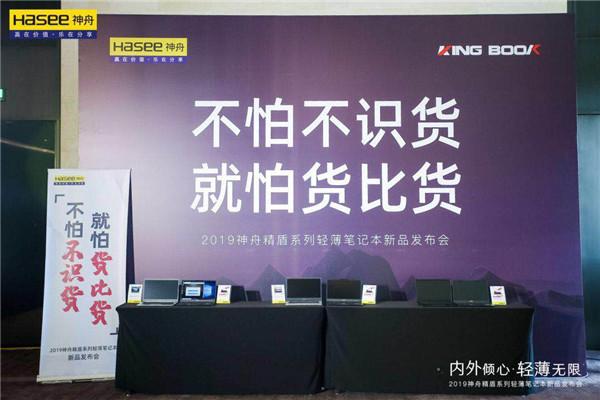 HASEE 神舟
赢在价值·乐在分享
HASEE 神舟
赢在价值·乐在分享
KING BOOK
不怕不识货
就怕货比货
2019神舟精盾系列轻薄笔记本新品发布会
HASEE 神舟
「不怕不识货
就怕货比货」
2019神舟精盾系列轻薄笔记本
新品发布会
内外倾心·轻薄无限
2019神舟精盾系列轻薄笔记本新品发布会